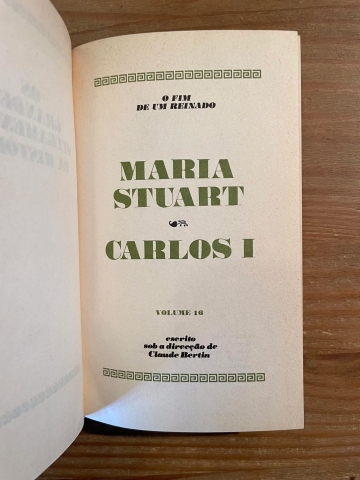 O FIM
DE UM REINADO
MARIA
STUART
CARLOS I
VOLUME 16
escrito
sob a direcção de
Claude Bertin